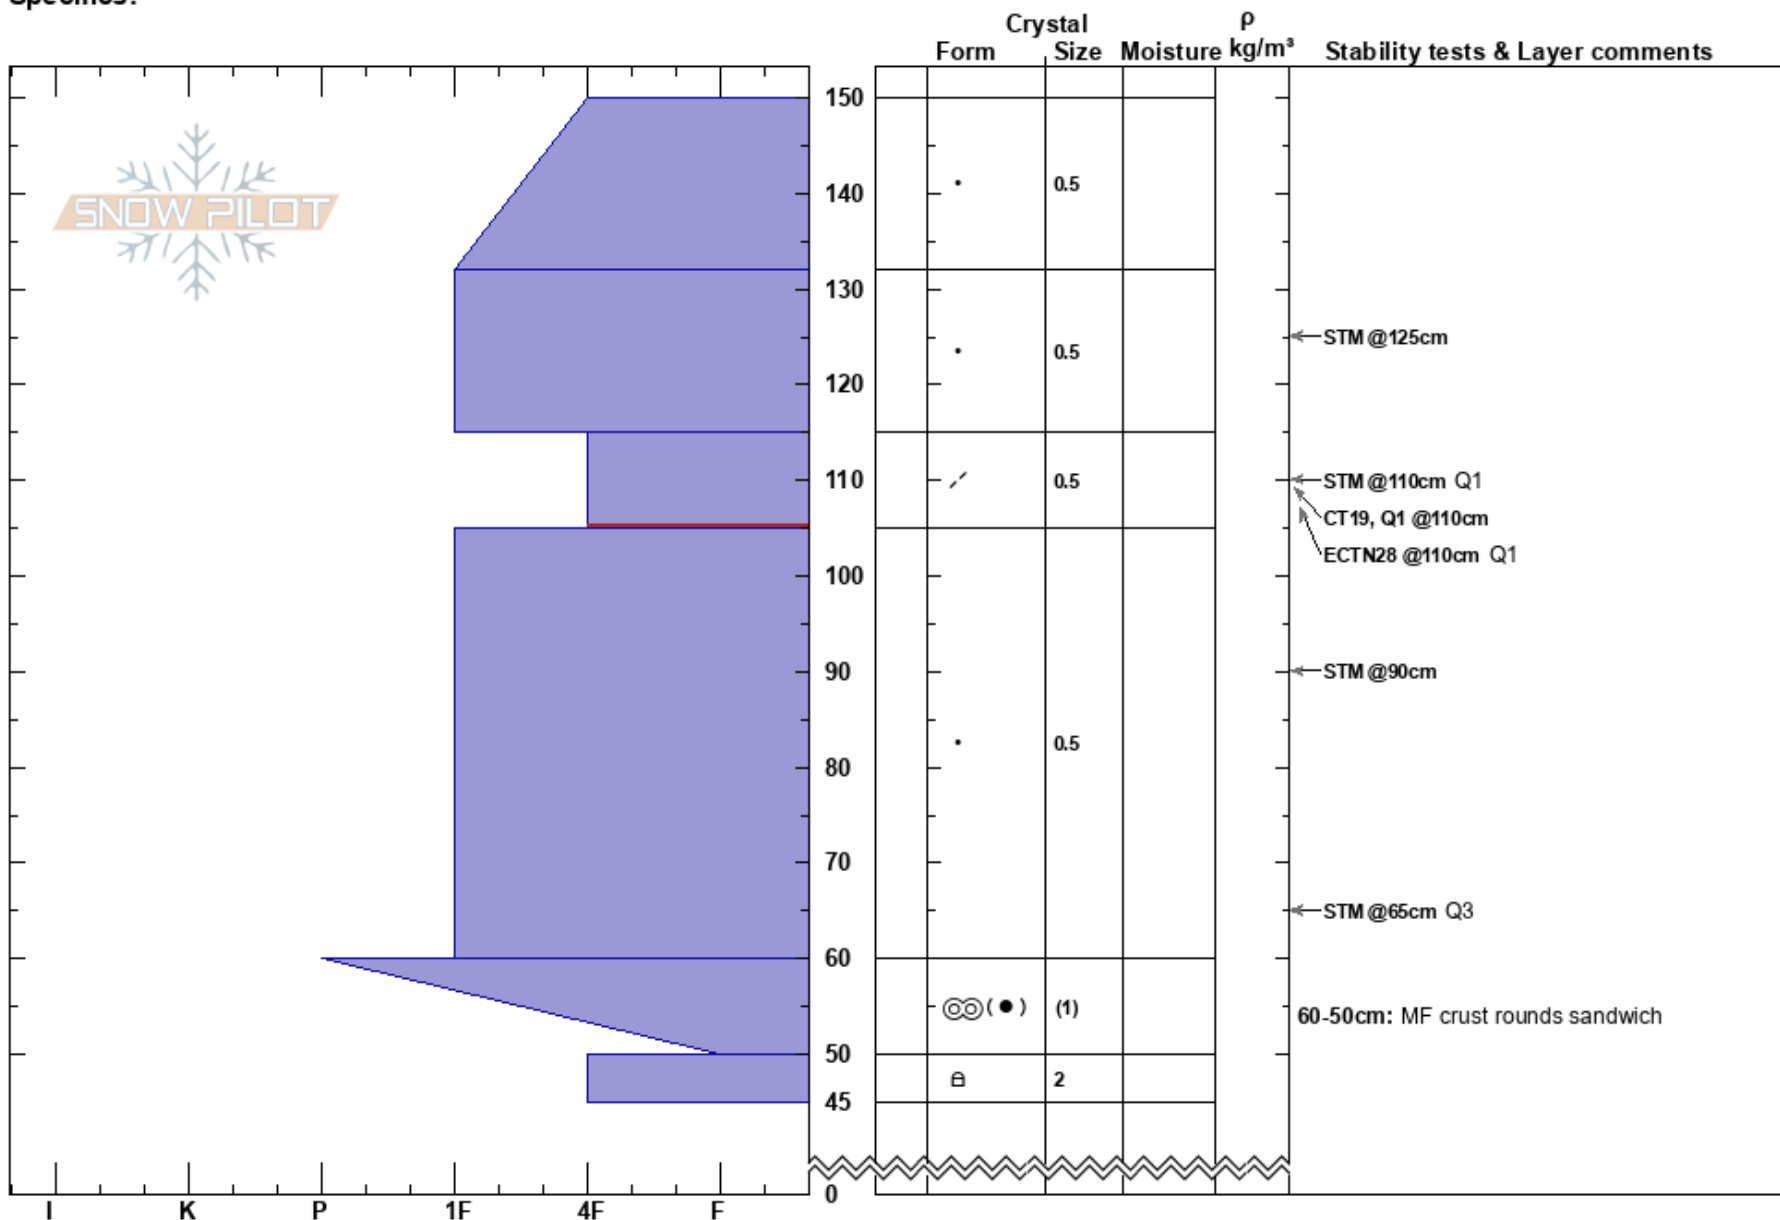 Specifics:
Crystal
ρ
Form Size Moisture kg/m³ Stability tests & Layer comments
SNOW PILOT
150
140 0.5
130
STM @125cm
0.5
120
110 0.5 STM @110cm Q1
CT19, Q1 @110cm
ECTN28 @110cm Q1
100
90 STM @90cm
0.5
80
70
STM @65cm Q3
60
(1) 60-50cm: MF crust rounds sandwich
50
2
45
0
I K P 1F 4F F